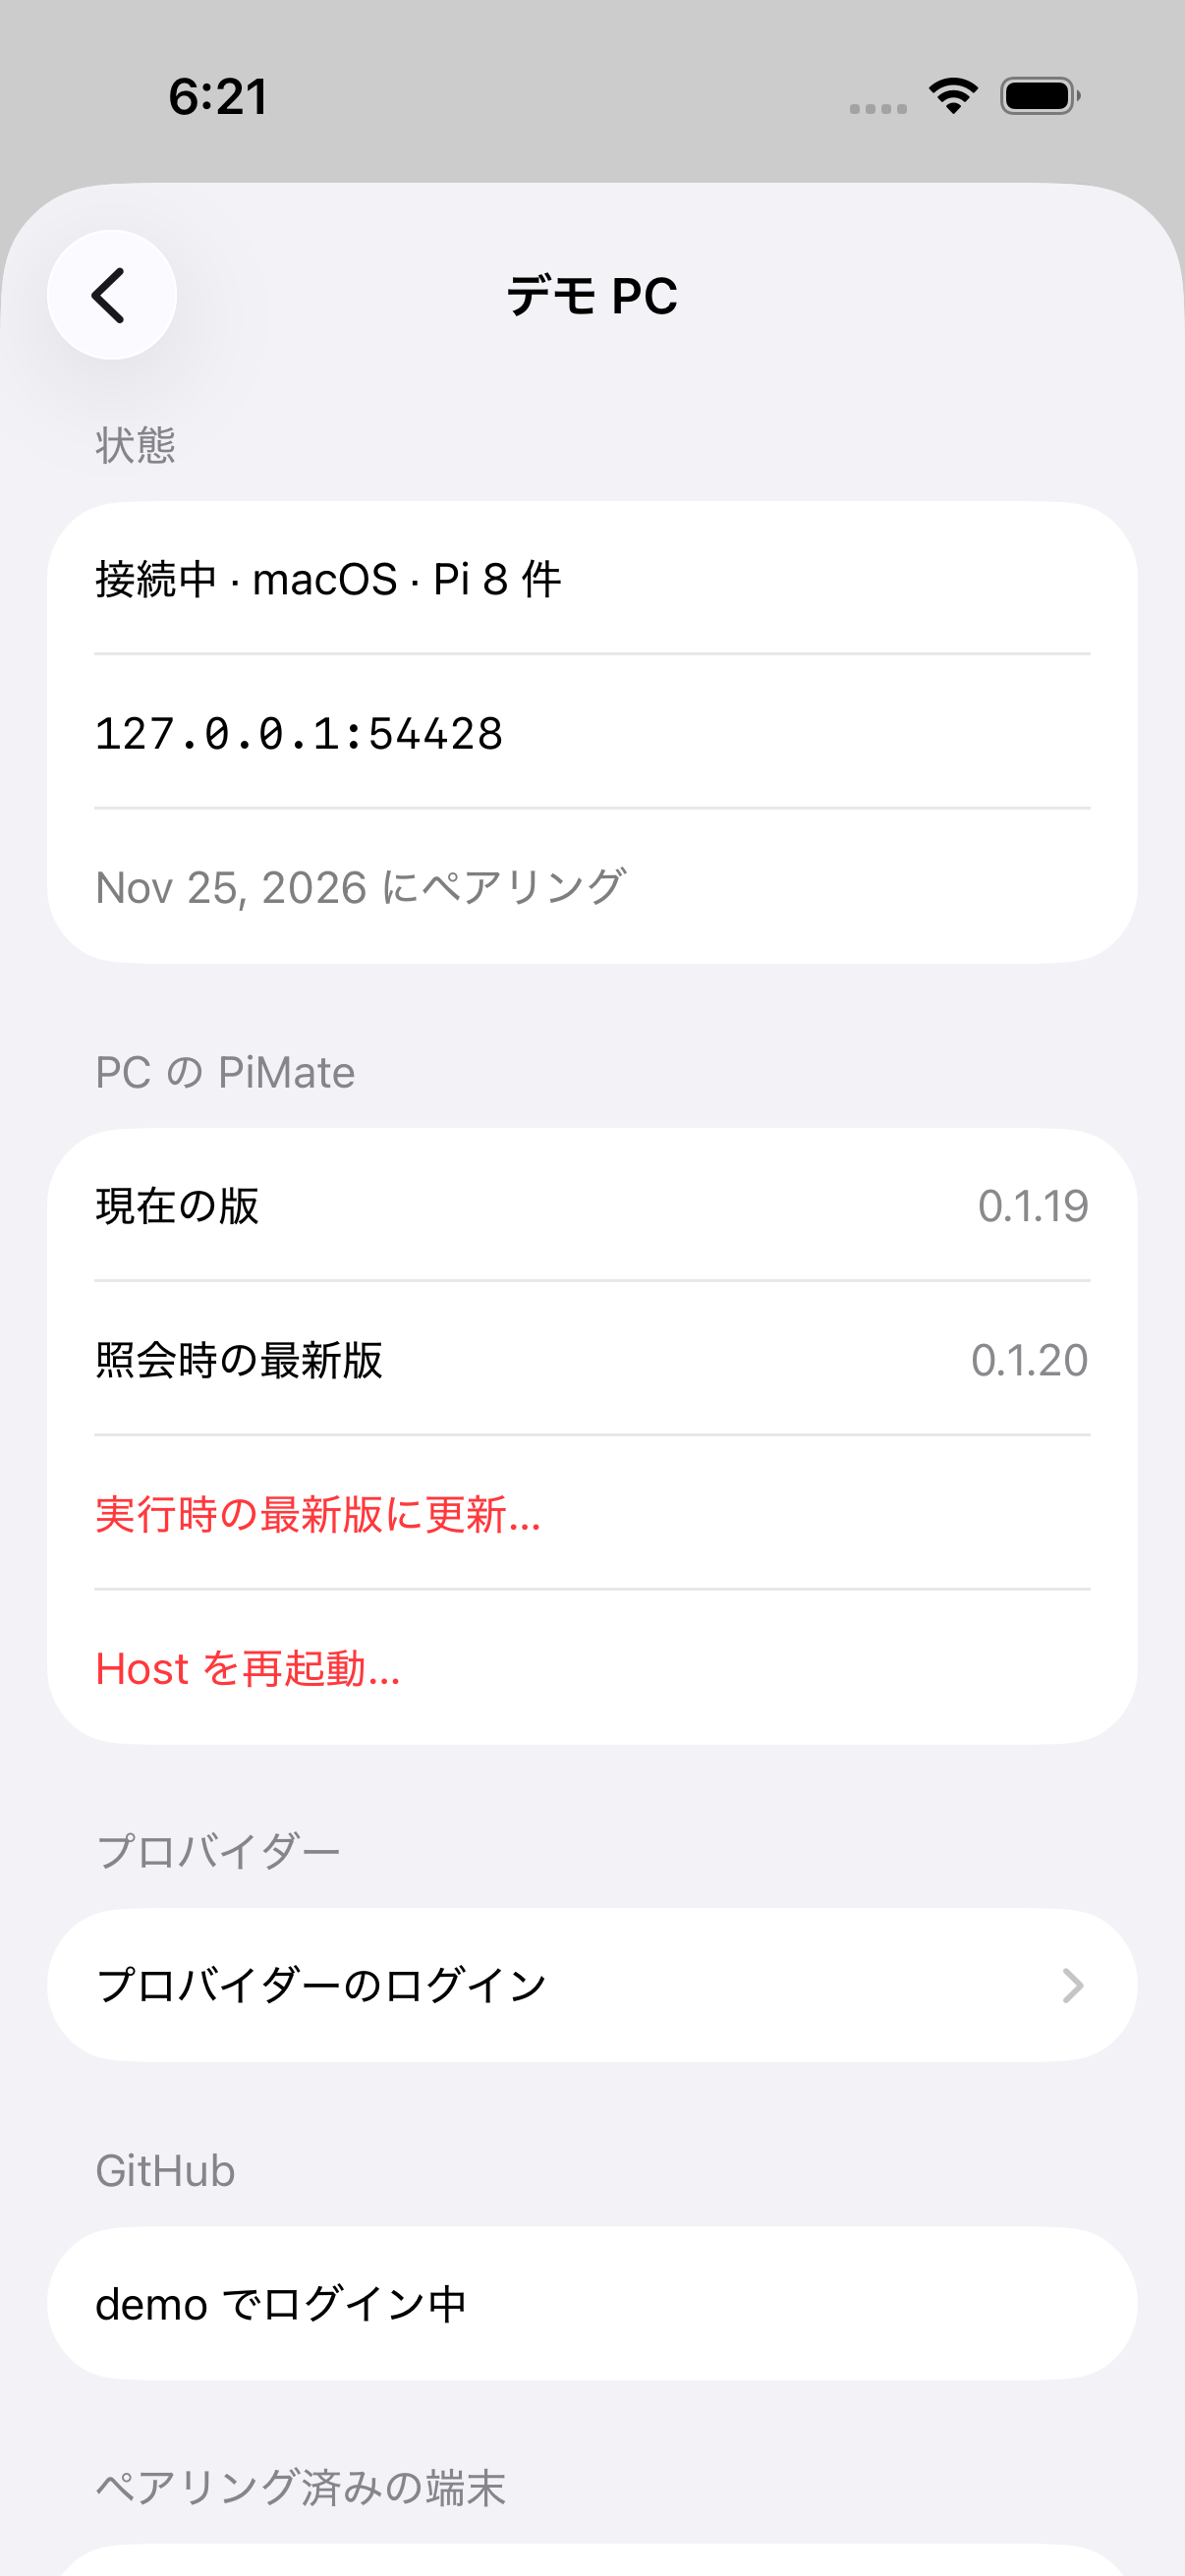 6:21
デモ PC
状態
接続中 · macOS · Pi 8 件
127.0.0.1:54428
Nov 25, 2026 にペアリング
PC の PiMate
現在の版 0.1.19
照会時の最新版 0.1.20
実行時の最新版に更新...
Host を再起動...
プロバイダー
プロバイダーのログイン
GitHub
demo でログイン中
ペアリング済みの端末